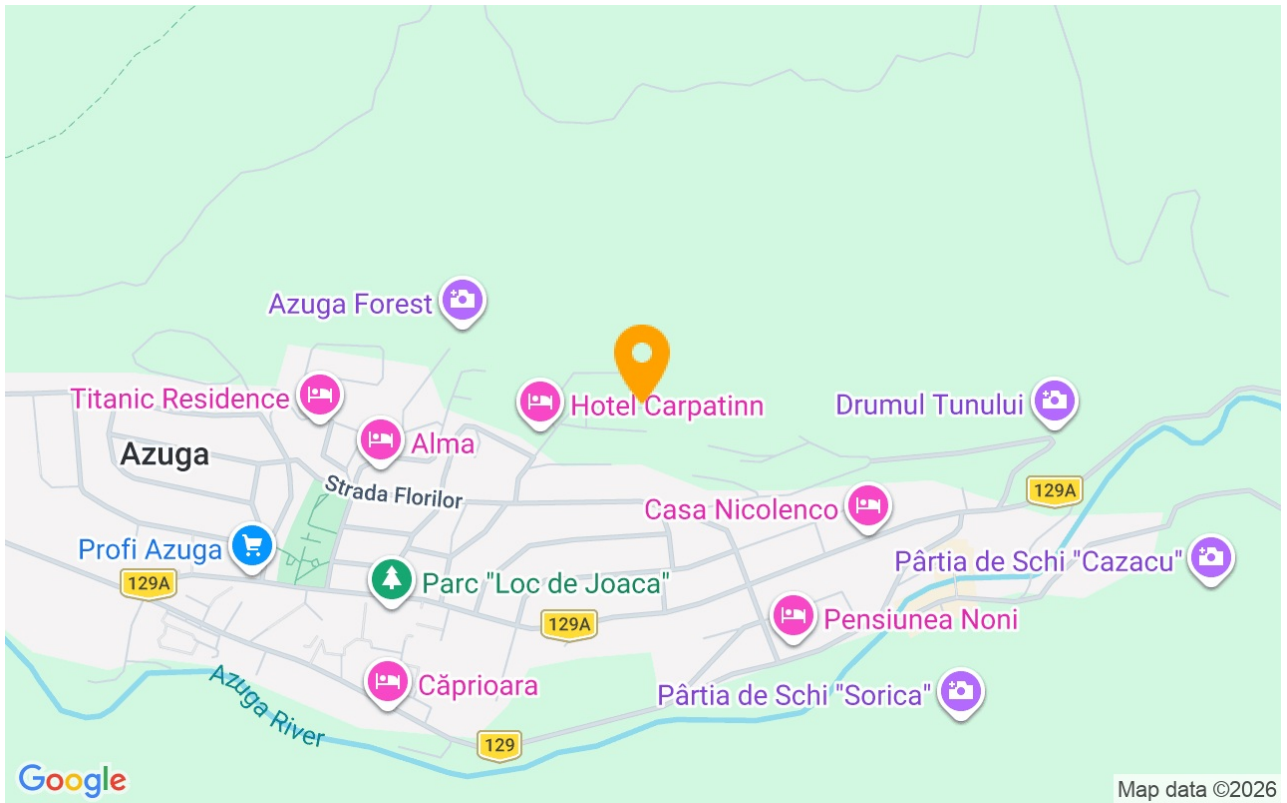 Azuga Forest
Titanic Residence
Hotel Carpatinn
Drumul Tunului
Alma
Azuga
Strada Florilor
129A
Casa Nicolenco
Profi Azuga
Pârtia de Schi "Cazacu"
129A
Parc "Loc de Joaca"
129A
Pensiunea Noni
Căprioara
Pârtia de Schi "Sorica"
Azuga River
129
Google
Map data ©2026